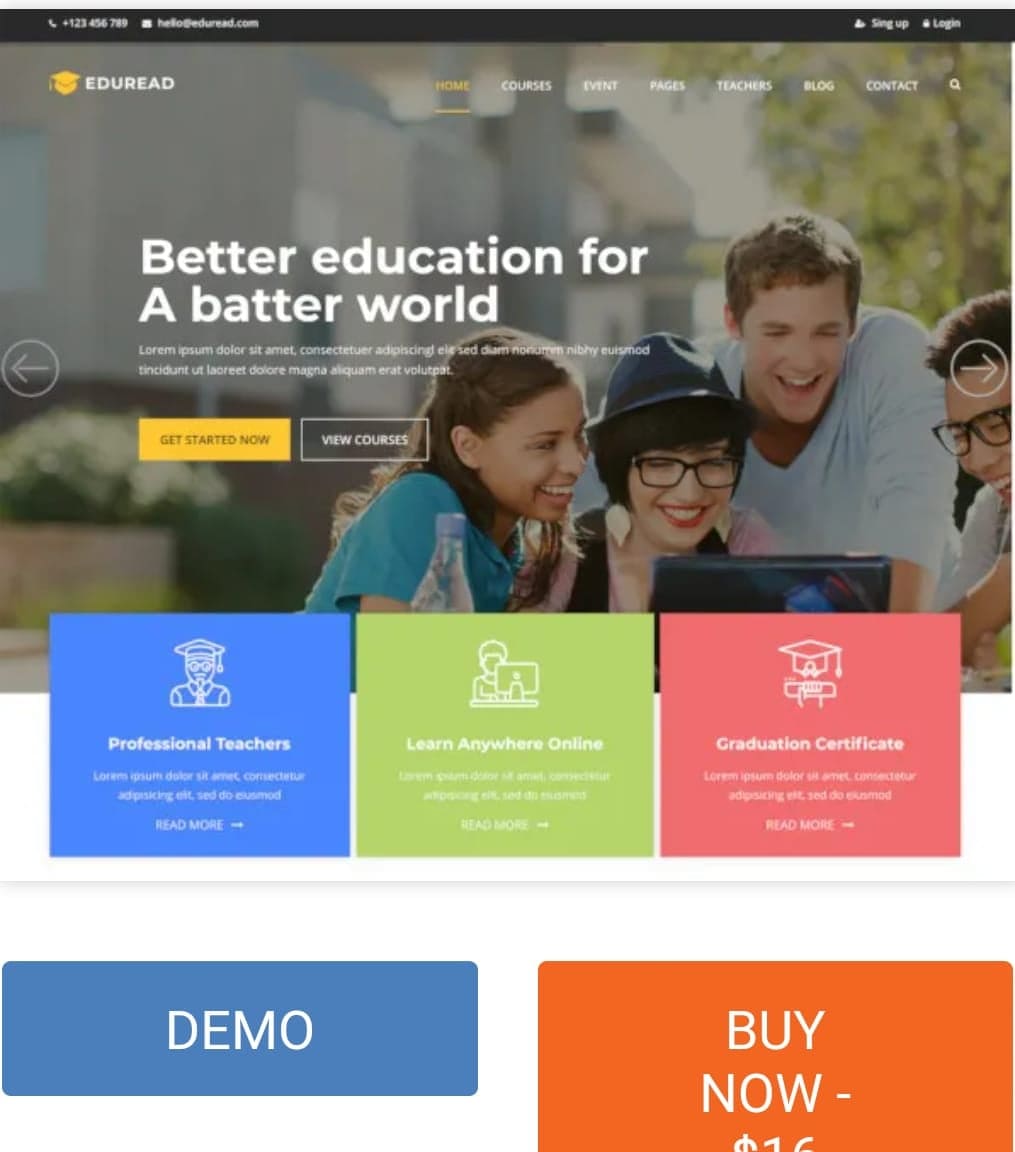 +123 456 789 hello@eduread.com Sing up Login
EDUREAD HOME COURSES EVENT PAGES TEACHERS BLOG CONTACT
Better education for
A batter world
Lorem ipsum dolor sit amet, consectetuer adipiscingl elit sed diam nonumm nibhy euismod
tincidunt ut laoreet dolore magna aliquam erat volutpat.
GET STARTED NOW VIEW COURSES
Professional Teachers
Lorem ipsum dolor sit amet, consectetur
adipisicing elit, sed do eiusmod
READ MORE
Learn Anywhere Online
Lorem ipsum dolor sit amet, consectetur
adipisicing elit, sed do eiusmod
READ MORE
Graduation Certificate
Lorem ipsum dolor sit amet, consectetur
adipisicing elit, sed do eiusmod
READ MORE
DEMO
BUY
NOW -
$16